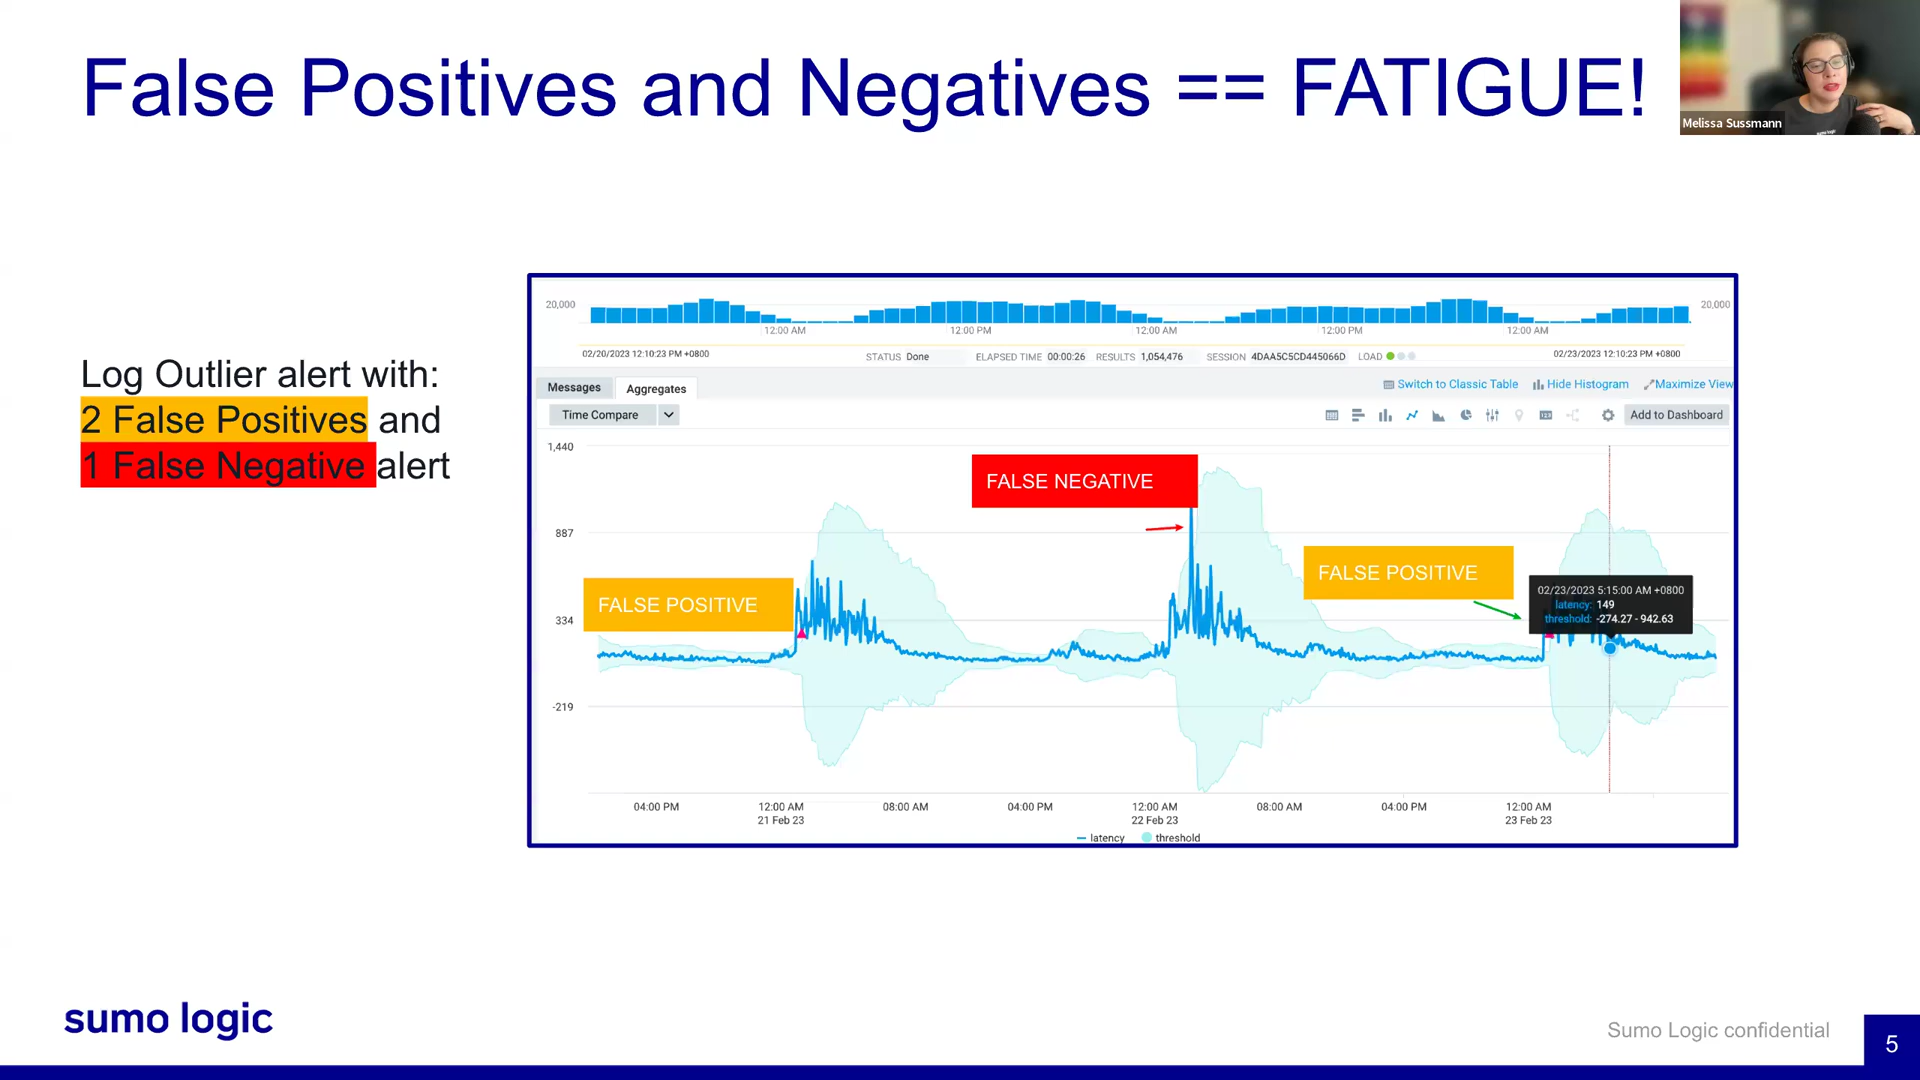 False Positives and Negatives == FATIGUE!
Melissa Sussmann
sumo logic
Log Outlier alert with:
2 False Positives and
1 False Negative alert
20,000
20,000
12:00 AM
12:00 PM
12:00 AM
12:00 PM
12:00 AM
02/20/2023 12:10:23 PM +0800
STATUS Done
ELAPSED TIME 00:00:26
RESULTS 1,054,476
SESSION 4DAA5C5CD445066D
LOAD
02/23/2023 12:10:23 PM +0800
Messages
Aggregates
Switch to Classic Table
Hide Histogram
Maximize View
Time Compare
Add to Dashboard
1,440
887
334
-219
FALSE NEGATIVE
FALSE POSITIVE
FALSE POSITIVE
02/23/2023 5:15:00 AM +0800
latency: 149
threshold: -274.27 - 942.63
04:00 PM
12:00 AM
21 Feb 23
08:00 AM
04:00 PM
12:00 AM
22 Feb 23
08:00 AM
04:00 PM
12:00 AM
23 Feb 23
latency
threshold
sumo logic
Sumo Logic confidential
5